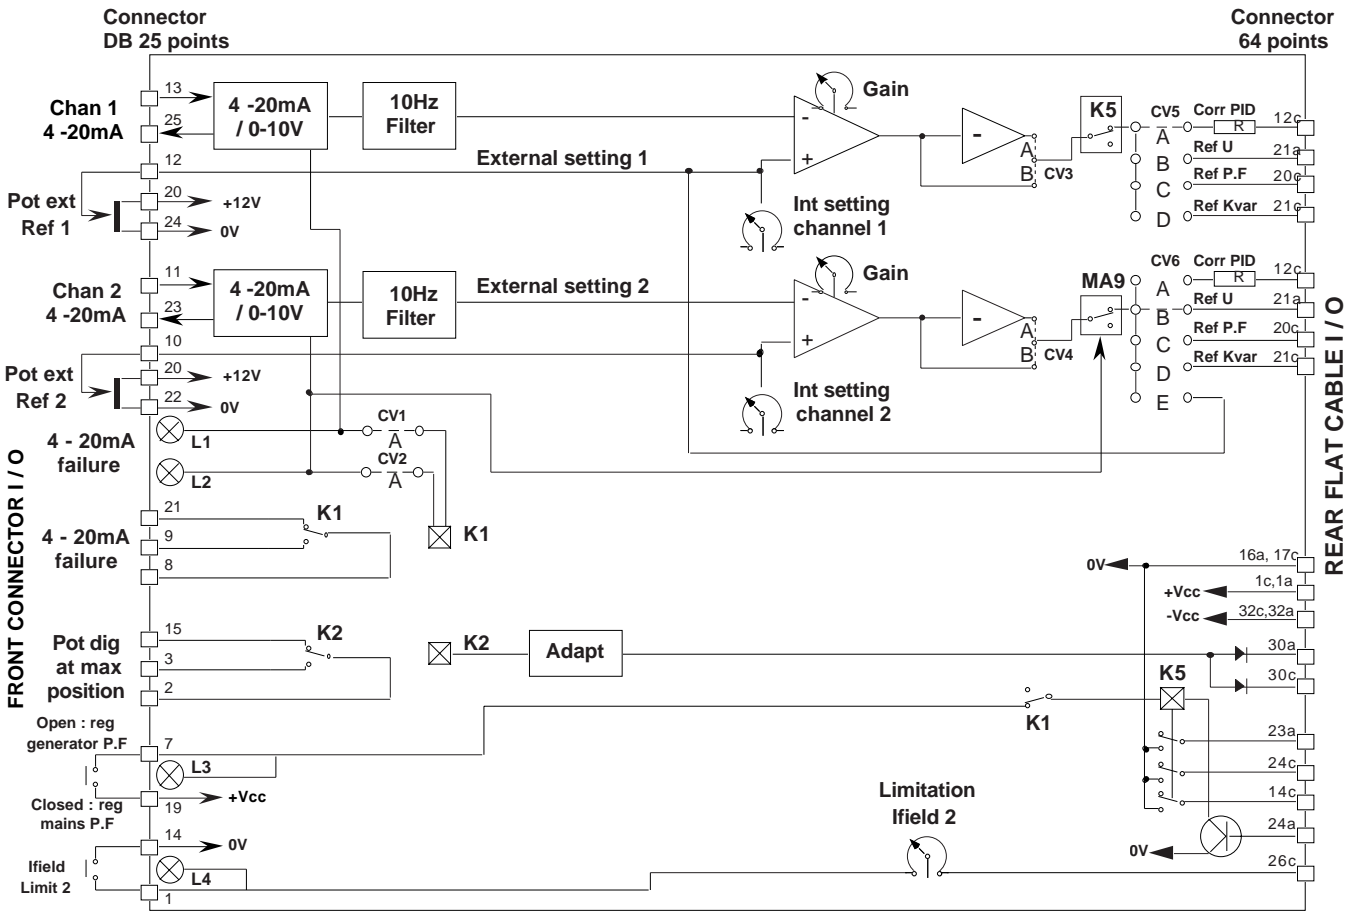 Connector
DB 25 points
Connector
64 points
Chan 1
4 -20mA
13
25
4 -20mA
/ 0-10V
10Hz
Filter
Gain
-
+
-
A
B
CV3
K5
CV5
A
B
C
D
Corr PID
R
12c
Ref U
21a
Ref P.F
20c
Ref Kvar
21c
12
External setting 1
Pot ext
Ref 1
20
+12V
24
0V
Int setting
channel 1
Chan 2
4 -20mA
11
23
4 -20mA
/ 0-10V
10Hz
Filter
External setting 2
Gain
-
+
-
A
B
CV4
MA9
CV6
A
B
C
D
E
Corr PID
R
12c
Ref U
21a
Ref P.F
20c
Ref Kvar
21c
10
Pot ext
Ref 2
20
+12V
22
0V
Int setting
channel 2
4 - 20mA
failure
L1
L2
CV1
A
CV2
A
K1
4 - 20mA
failure
21
9
8
K1
FRONT CONNECTOR I / O
REAR FLAT CABLE I / O
0V
16a, 17c
+Vcc
1c,1a
-Vcc
32c,32a
Pot dig
at max
position
15
3
2
K2
K2
Adapt
30a
30c
K5
K1
23a
24c
14c
24a
0V
26c
Open : reg
generator P.F
7
L3
Closed : reg
mains P.F
19
+Vcc
14
0V
Ifield
Limit 2
L4
1
Limitation
Ifield 2